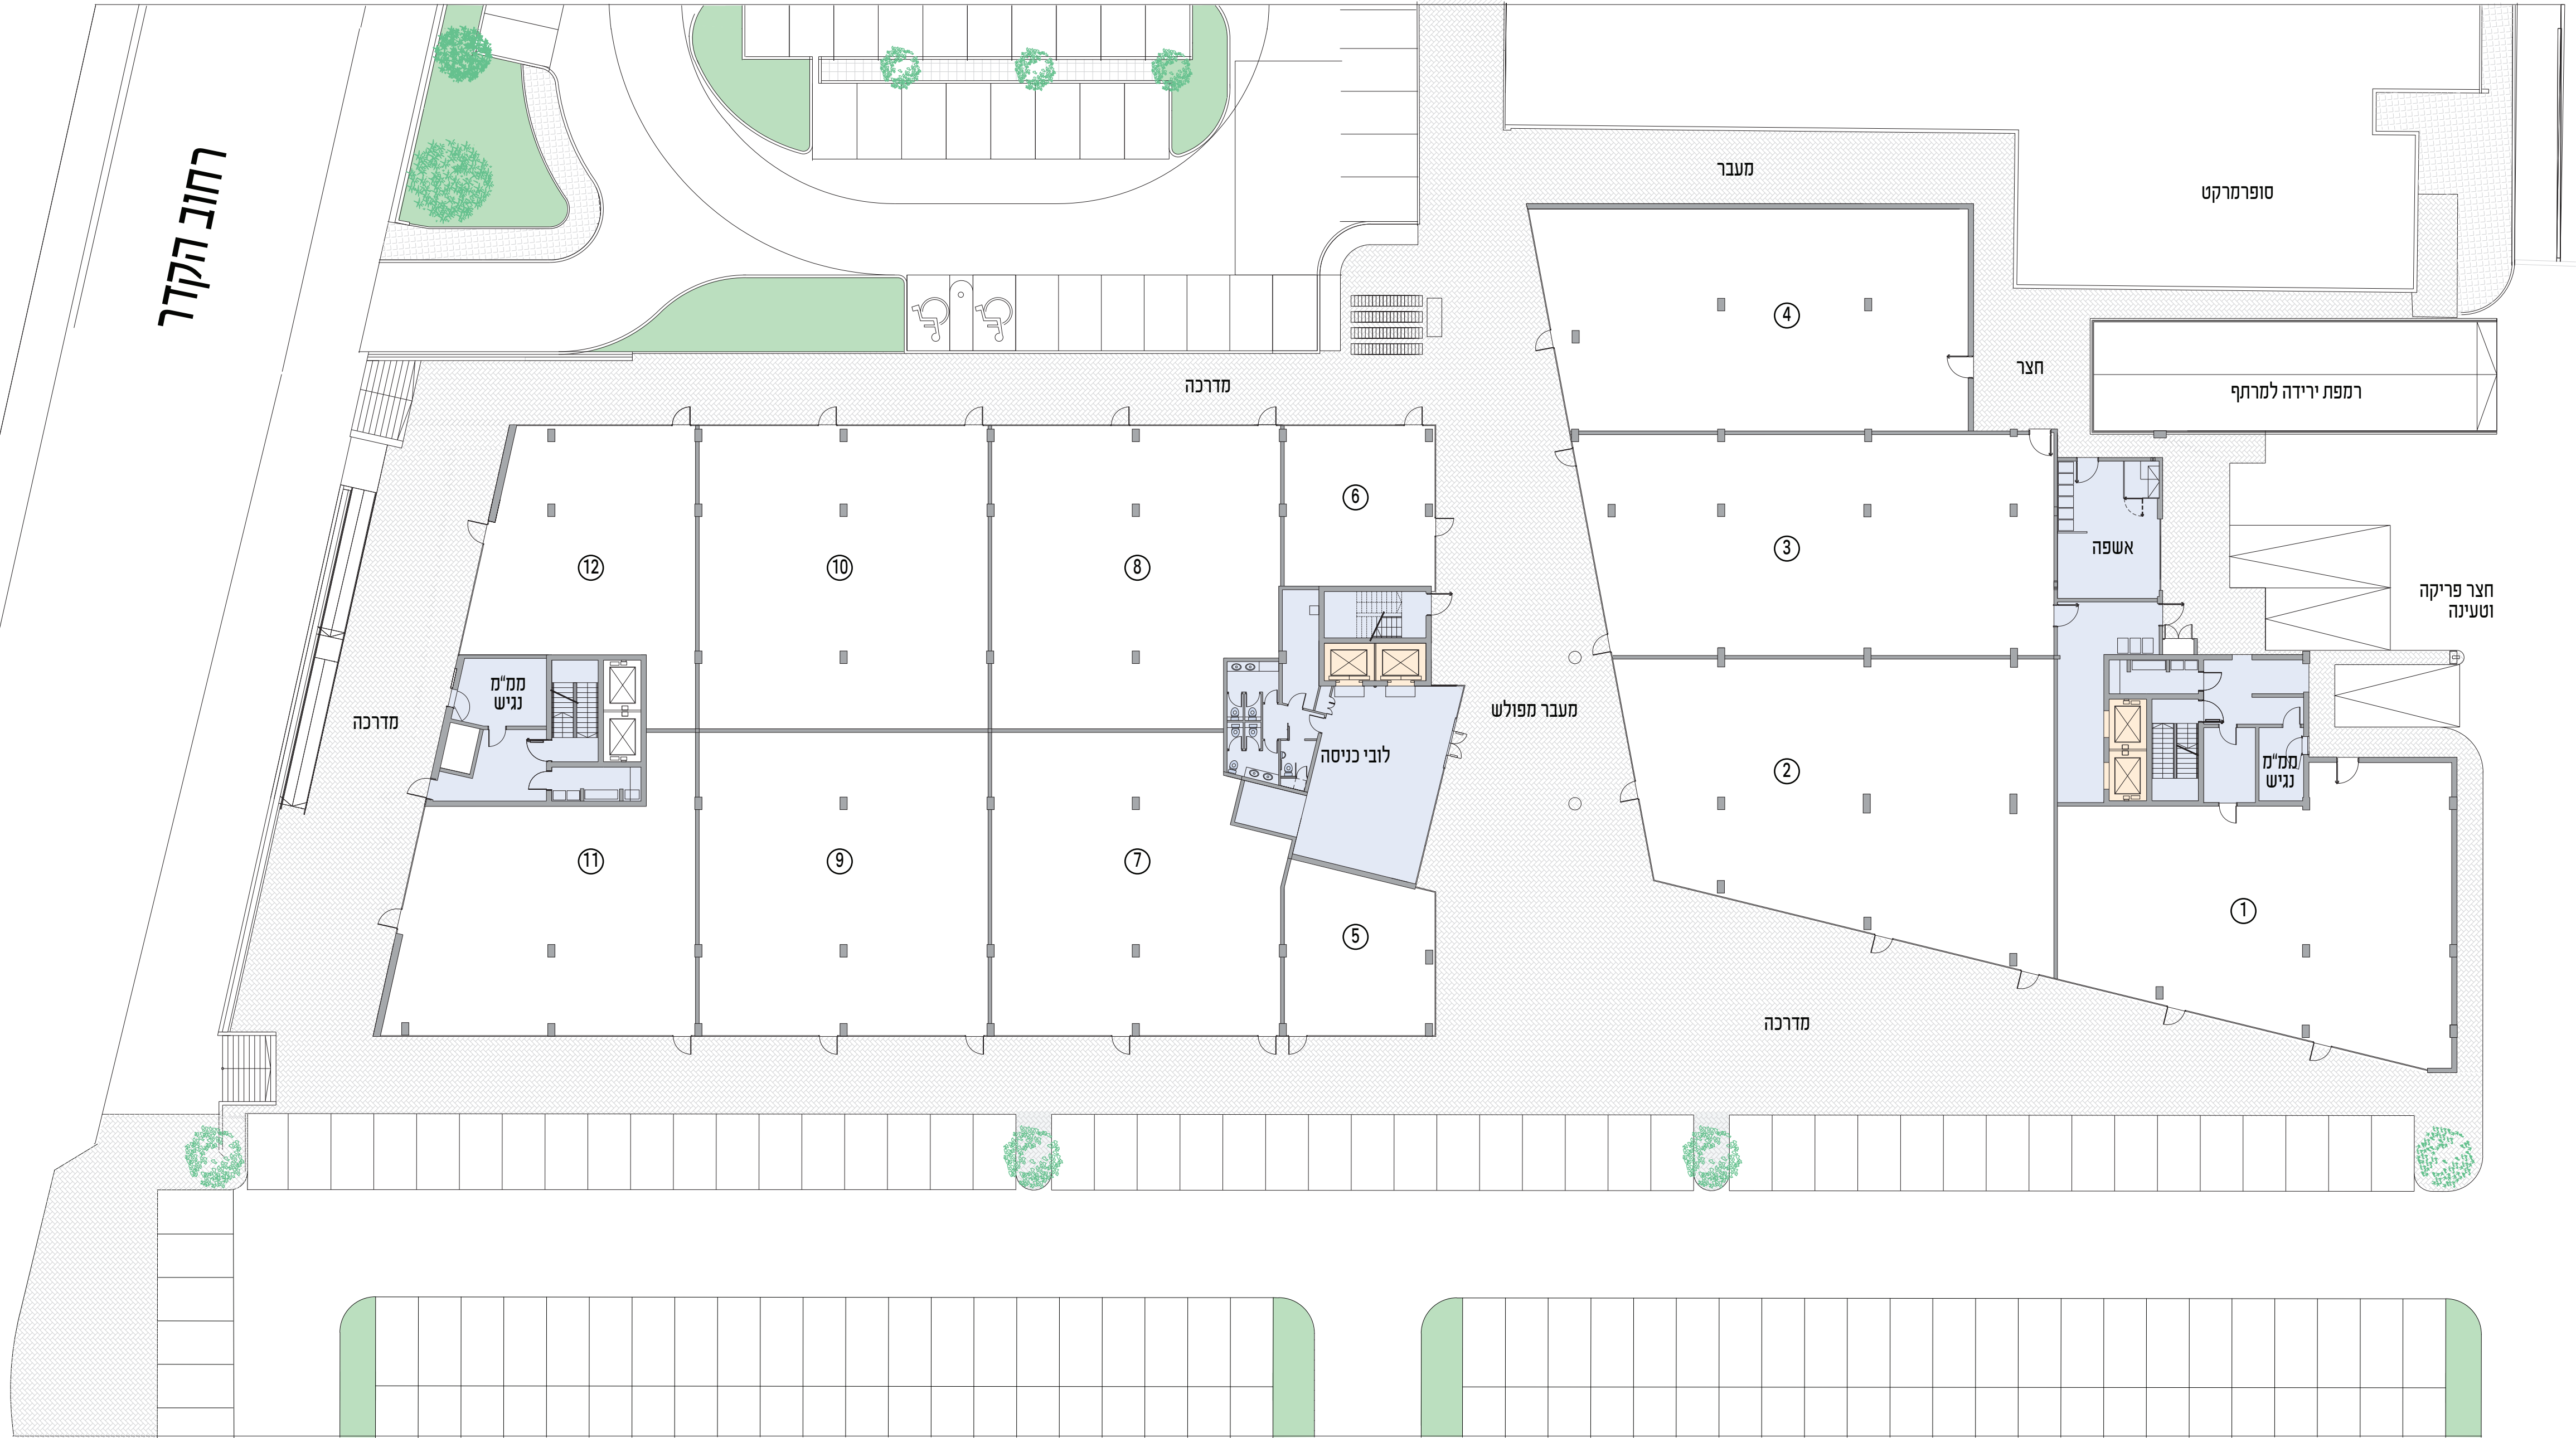 רחוב הקדר
מעבר
סופרמרקט
④
חצר
רמפת ירידה למרתף
מדרכה
⑥
③
אשפה
⑫
⑩
⑧
חצר פריקה
וטעינה
ממ"מ
נגיש
מדרכה
מעבר מפולש
לובי כניסה
②
ממ"מ
נגיש
⑪
⑨
⑦
⑤
①
מדרכה